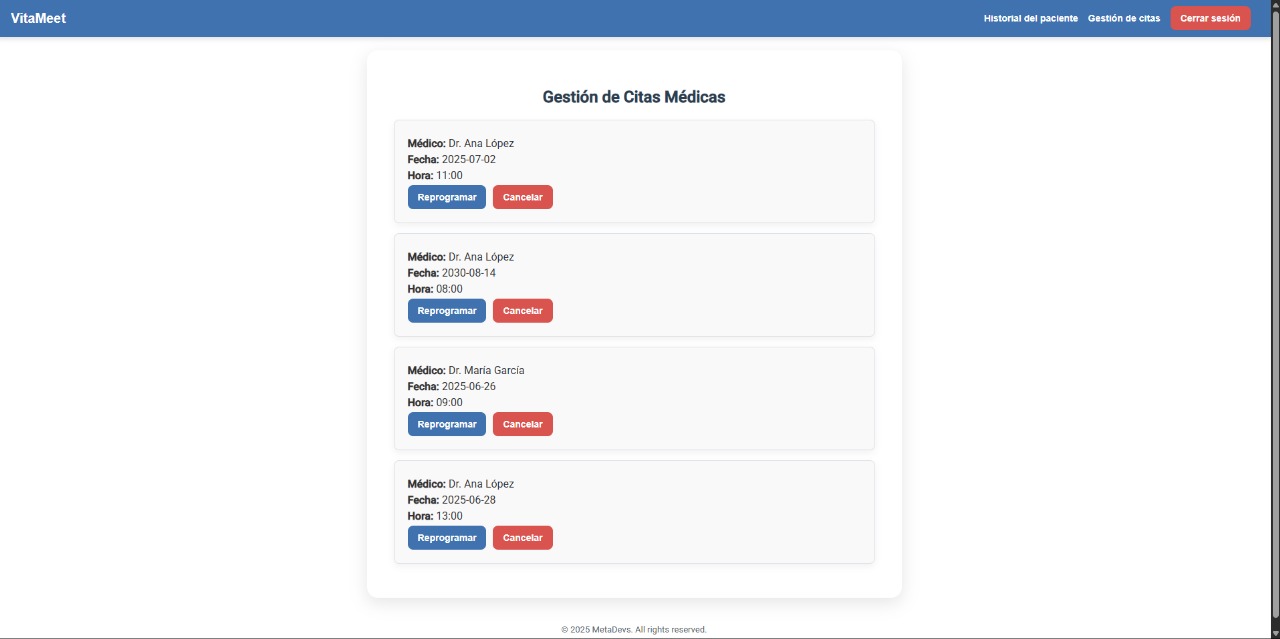 VitaMeet
Historial del paciente Gestión de citas Cerrar sesión
Gestión de Citas Médicas
Médico: Dr. Ana López
Fecha: 2025-07-02
Hora: 11:00
Reprogramar Cancelar
Médico: Dr. Ana López
Fecha: 2030-08-14
Hora: 08:00
Reprogramar Cancelar
Médico: Dr. María García
Fecha: 2025-06-26
Hora: 09:00
Reprogramar Cancelar
Médico: Dr. Ana López
Fecha: 2025-06-28
Hora: 13:00
Reprogramar Cancelar
© 2025 MetaDevs. All rights reserved.